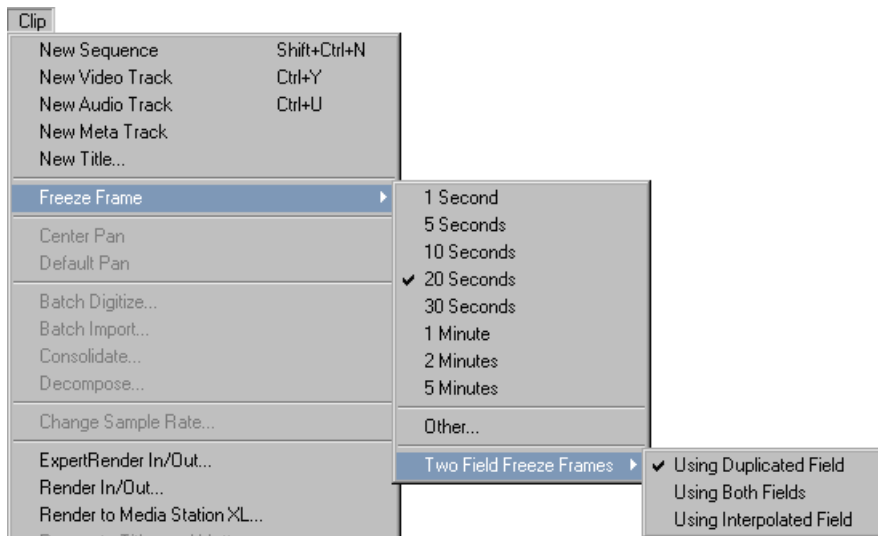 Clip
New Sequence Shift+Ctrl+N
New Video Track Ctrl+Y
New Audio Track Ctrl+U
New Meta Track
New Title...
Freeze Frame
Center Pan
Default Pan
Batch Digitize...
Batch Import...
Consolidate...
Decompose...
Change Sample Rate...
ExpertRender In/Out...
Render In/Out...
Render to Media Station XL...
1 Second
5 Seconds
10 Seconds
20 Seconds
30 Seconds
1 Minute
2 Minutes
5 Minutes
Other...
Two Field Freeze Frames
Using Duplicated Field
Using Both Fields
Using Interpolated Field